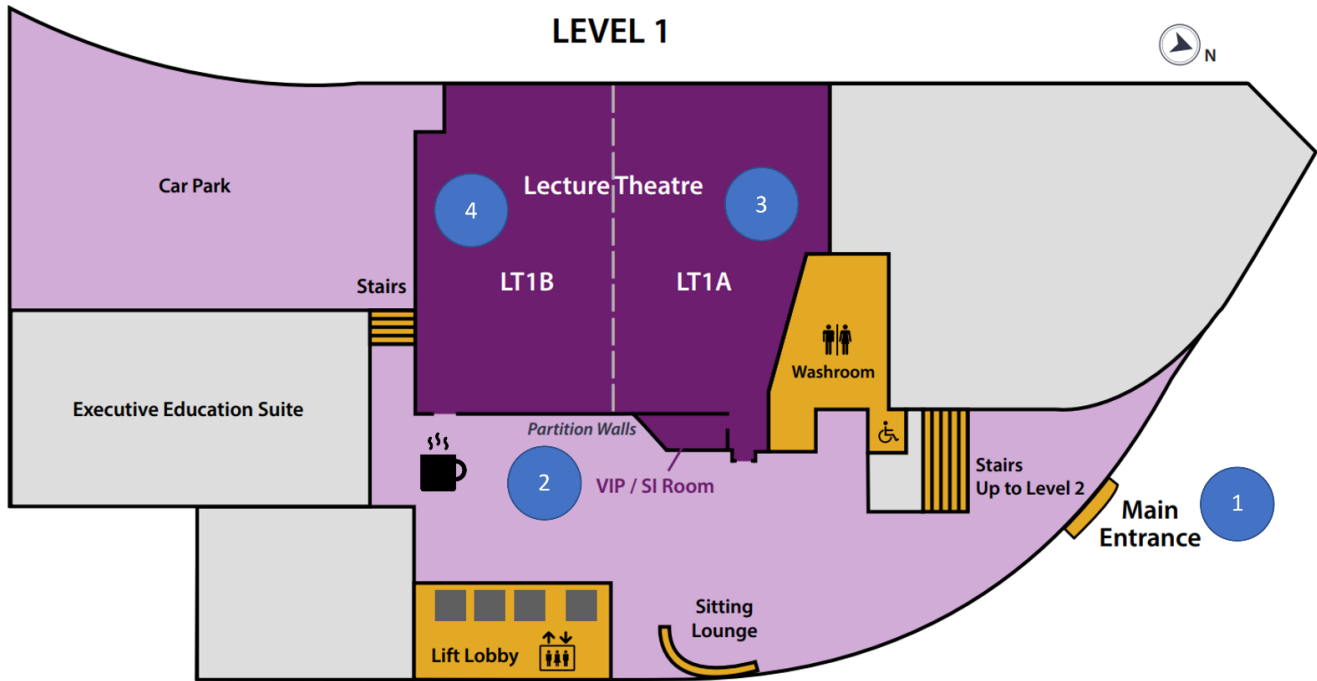 LEVEL 1
N
Car Park
Lecture Theatre
3
4
LT1B
LT1A
Stairs
Washroom
Executive Education Suite
Partition Walls
VIP / SI Room
2
Stairs
Up to Level 2
Main
Entrance
1
Sitting
Lounge
Lift Lobby